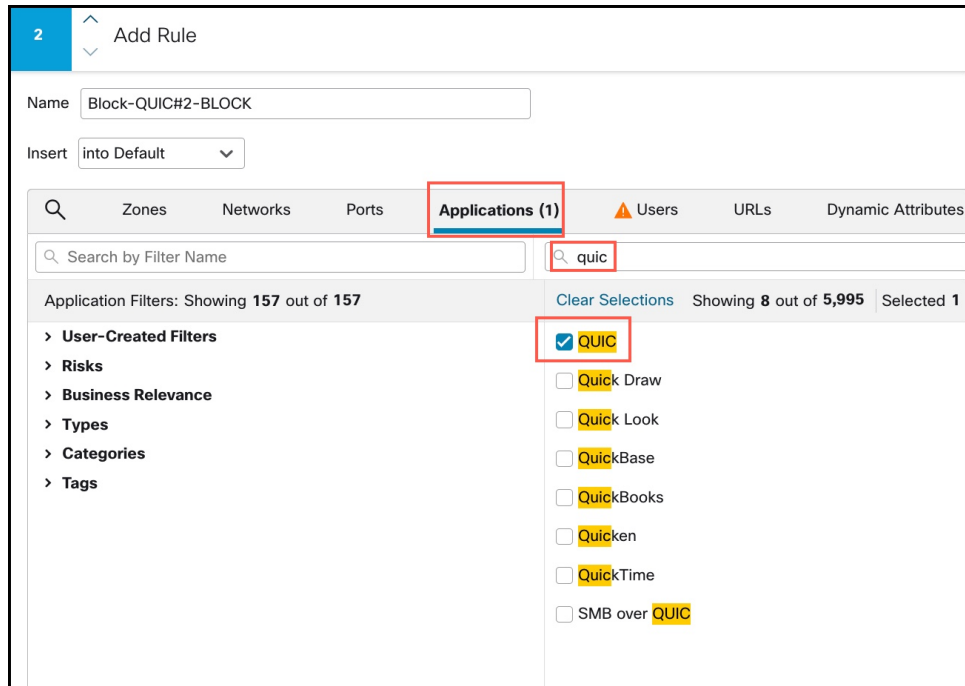 2
Add Rule
Name Block-QUIC#2-BLOCK
Insert into Default
Zones Networks Ports Applications (1) Users URLs Dynamic Attributes
Search by Filter Name
quic
Application Filters: Showing 157 out of 157
Clear Selections Showing 8 out of 5,995 Selected 1
User-Created Filters
Risks
Business Relevance
Types
Categories
Tags
QUIC
Quick Draw
Quick Look
QuickBase
QuickBooks
Quicken
QuickTime
SMB over QUIC